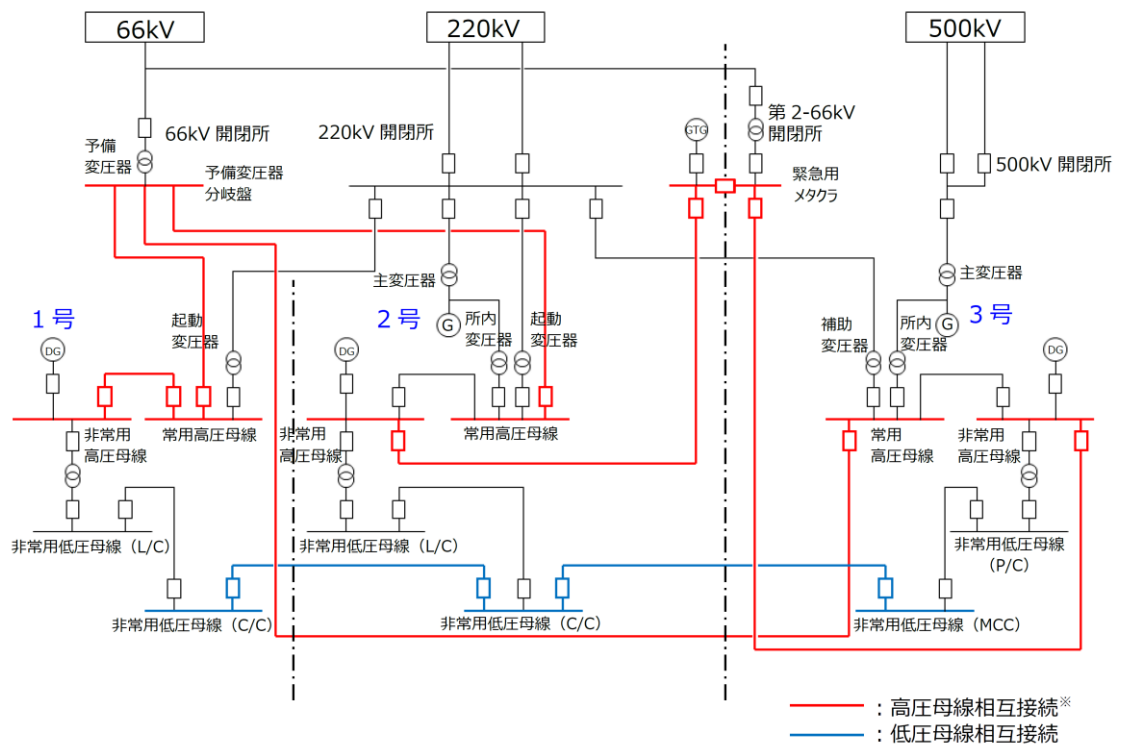 66kV
220kV
500kV
66kV 開閉所
220kV 開閉所
GTG
第 2-66kV
開閉所
500kV 開閉所
予備
変圧器
予備変圧器
分岐盤
緊急用
メタクラ
主変圧器
主変圧器
1 号
起動
変圧器
2 号
G
所内
変圧器
起動
変圧器
補助
変圧器
所内
変圧器
G
3 号
DG
DG
DG
非常用
高圧母線
常用高圧母線
非常用
高圧母線
常用高圧母線
常用
高圧母線
非常用
高圧母線
非常用低圧母線（L/C）
非常用低圧母線（L/C）
非常用低圧母線
（P/C）
非常用低圧母線（C/C）
非常用低圧母線（C/C）
非常用低圧母線（MCC）
：高圧母線相互接続※
：低圧母線相互接続